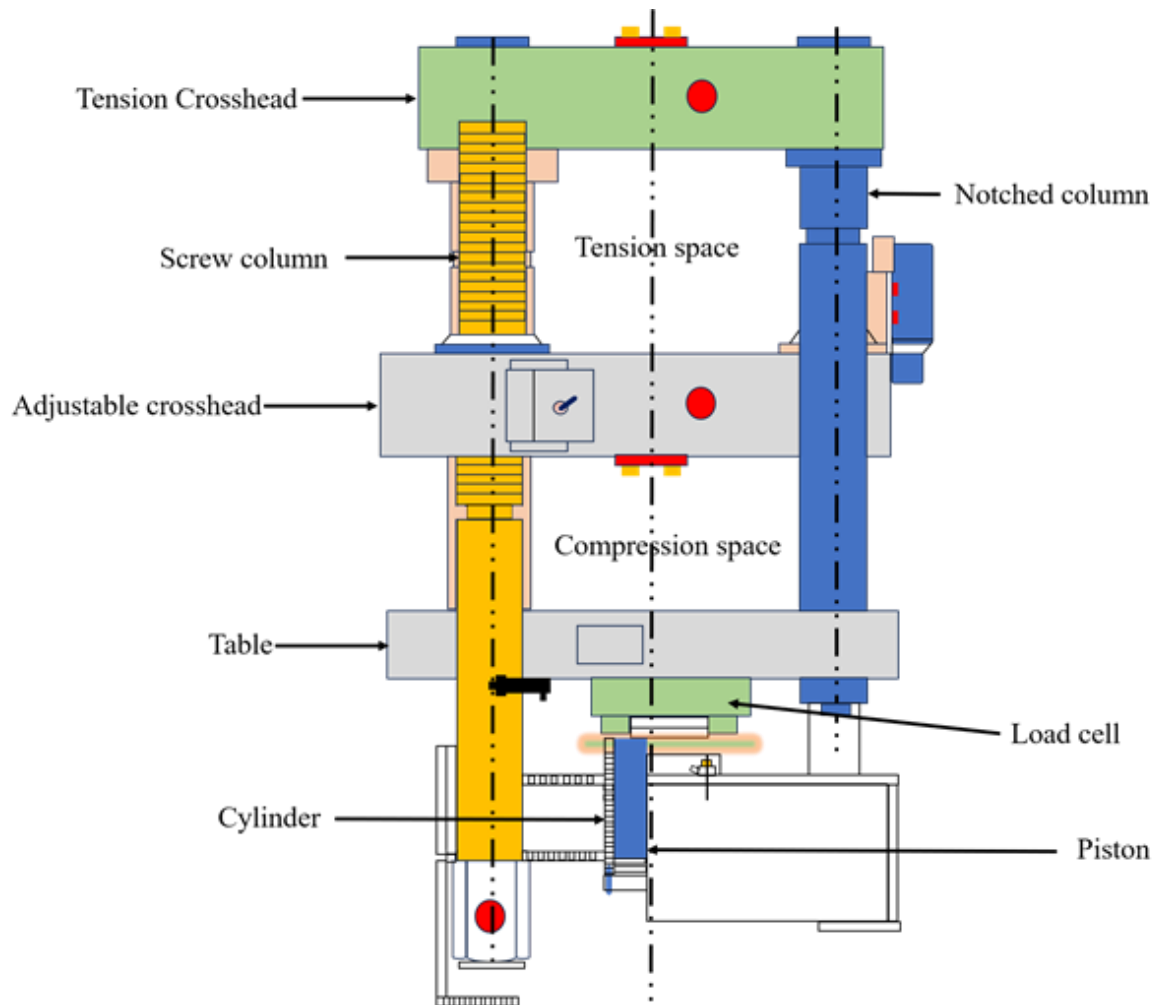 Tension Crosshead
Notched column
Tension space
Screw column
Adjustable crosshead
Compression space
Table
Load cell
Cylinder
Piston